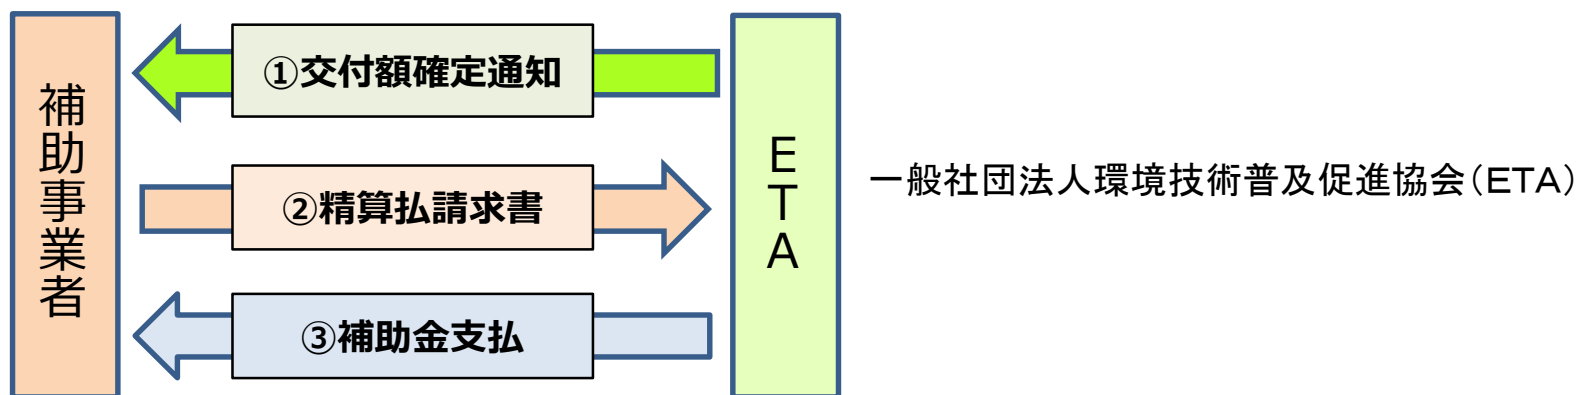 補助事業者
①交付額確定通知
②精算払請求書
③補助金支払
ＥＴＡ
一般社団法人環境技術普及促進協会（ＥＴＡ）